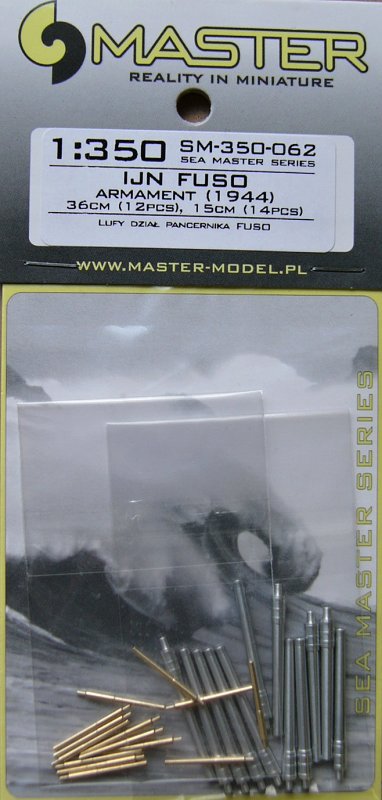 MASTER
REALITY IN MINIATURE
1:350 SM-350-062
SEA MASTER SERIES
IJN FUSO
ARMAMENT (1944)
36CM (12PCS), 15CM (14PCS)
LUFY DZIAŁ PANCERNIKA FUSO
WWW.MASTER-MODEL.PL
SEA MASTER SERIES